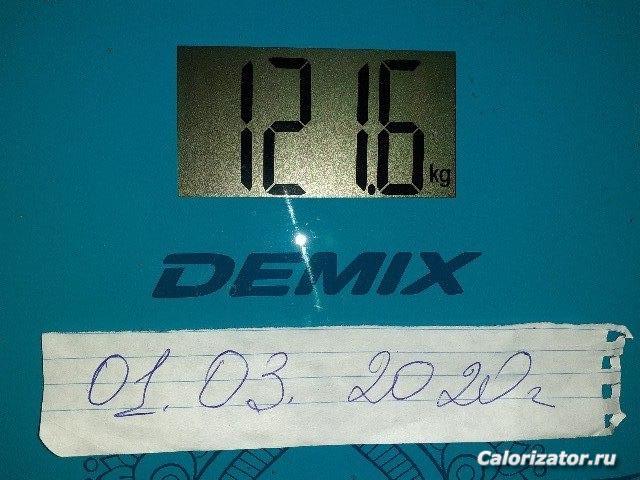 121.6 kg
DEMIX
01.03.2020г
Calorizator.ru